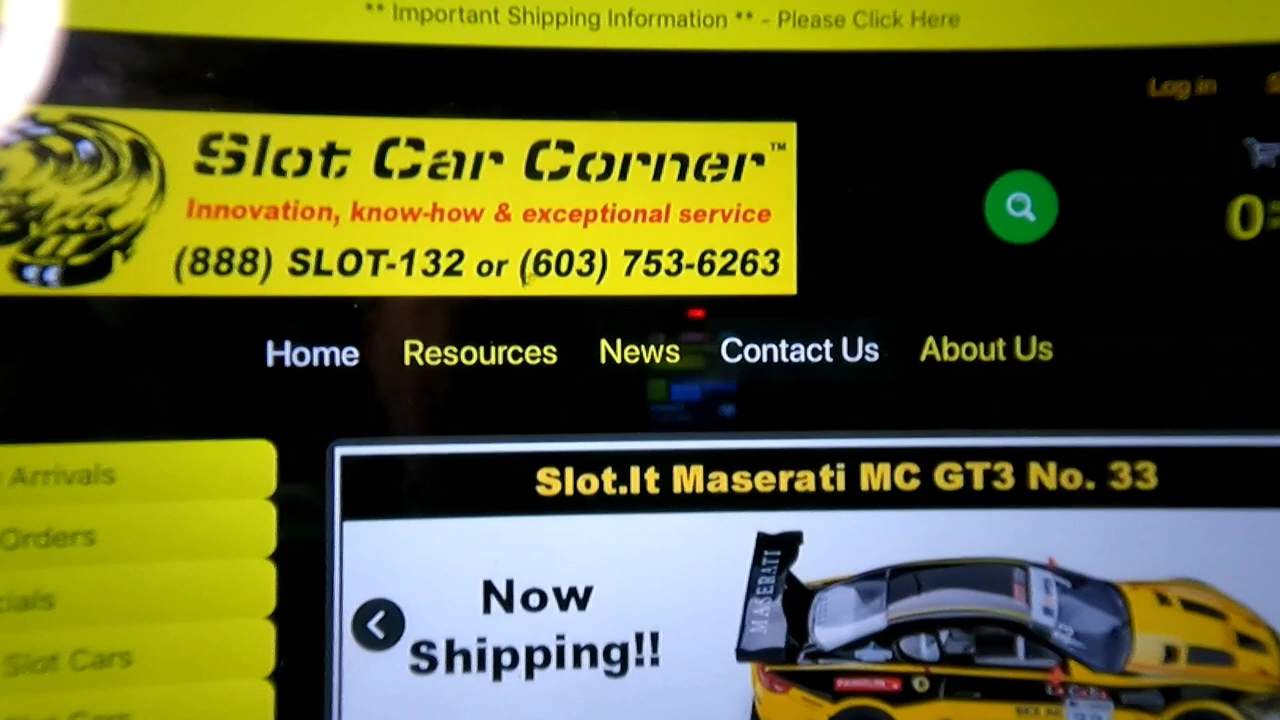 ** Important Shipping Information ** - Please Click Here
Log in
Slot Car Corner™
Innovation, know-how & exceptional service
(888) SLOT-132 or (603) 753-6263
0
Home Resources News Contact Us About Us
Arrivals
Orders
Slot Cars
Slot.It Maserati MC GT3 No. 33
Now
Shipping!!
MASERATI